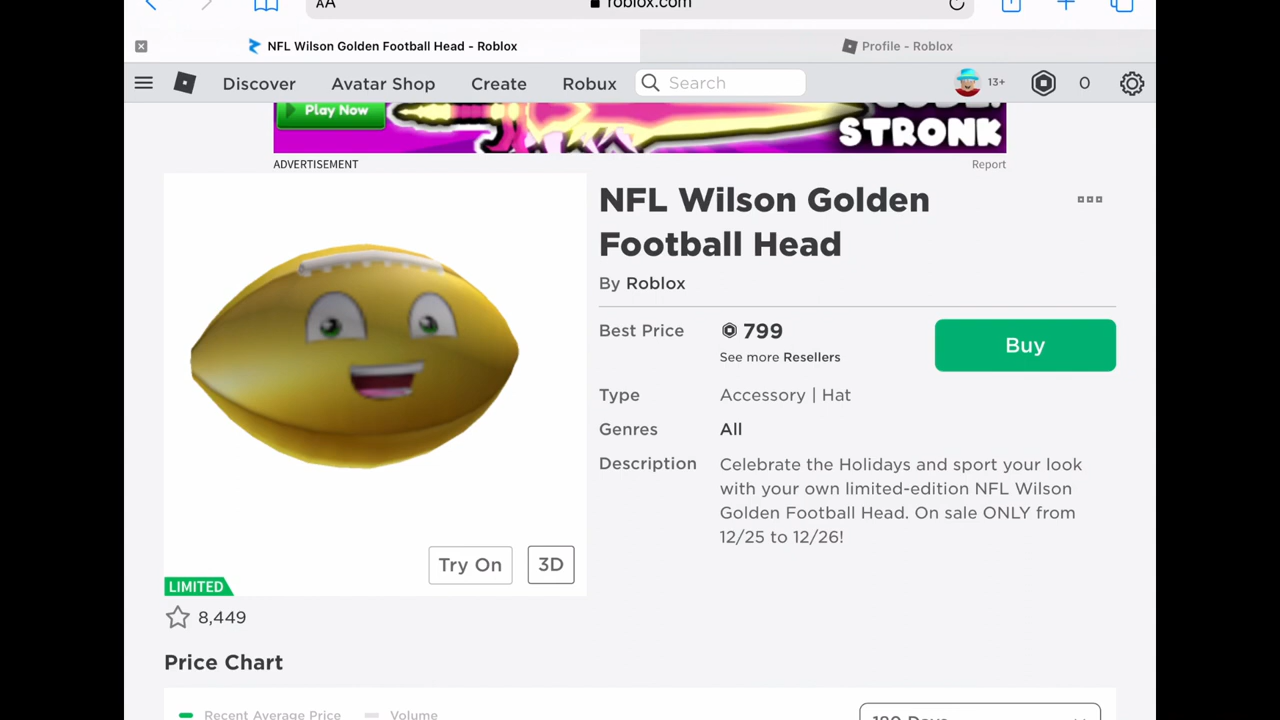 AA
roblox.com
NFL Wilson Golden Football Head - Roblox
Profile - Roblox
Discover
Avatar Shop
Create
Robux
Search
13+
0
Play Now
STRONK
ADVERTISEMENT
Report
NFL Wilson Golden
Football Head
By Roblox
Best Price
799
Buy
See more Resellers
Type
Accessory | Hat
Genres
All
Description
Celebrate the Holidays and sport your look
with your own limited-edition NFL Wilson
Golden Football Head. On sale ONLY from
12/25 to 12/26!
Try On
3D
LIMITED
8,449
Price Chart
Recent Average Price
Volume
180 Days